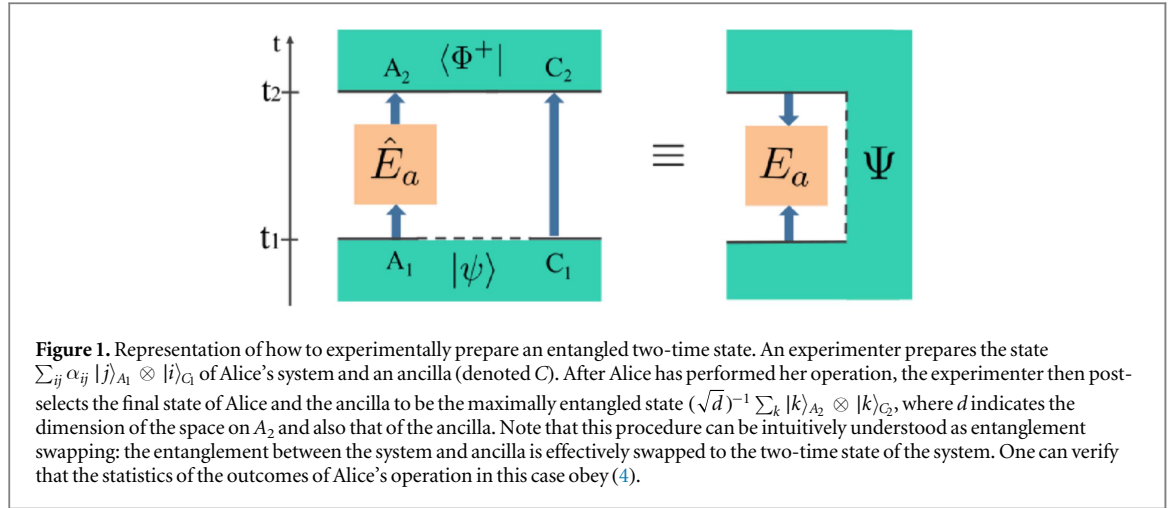 t
A₂ ⟨Φ⁺| C₂
t₂
Êₐ ≡ Eₐ Ψ
t₁
A₁ |ψ⟩ C₁
Figure 1. Representation of how to experimentally prepare an entangled two-time state. An experimenter prepares the state
∑ᵢⱼ αᵢⱼ |j⟩_A₁ ⊗ |i⟩_C₁ of Alice's system and an ancilla (denoted C). After Alice has performed her operation, the experimenter then post-
selects the final state of Alice and the ancilla to be the maximally entangled state (√d)⁻¹ ∑ₖ |k⟩_A₂ ⊗ |k⟩_C₂, where d indicates the
dimension of the space on A₂ and also that of the ancilla. Note that this procedure can be intuitively understood as entanglement
swapping: the entanglement between the system and ancilla is effectively swapped to the two-time state of the system. One can verify
that the statistics of the outcomes of Alice's operation in this case obey (4).